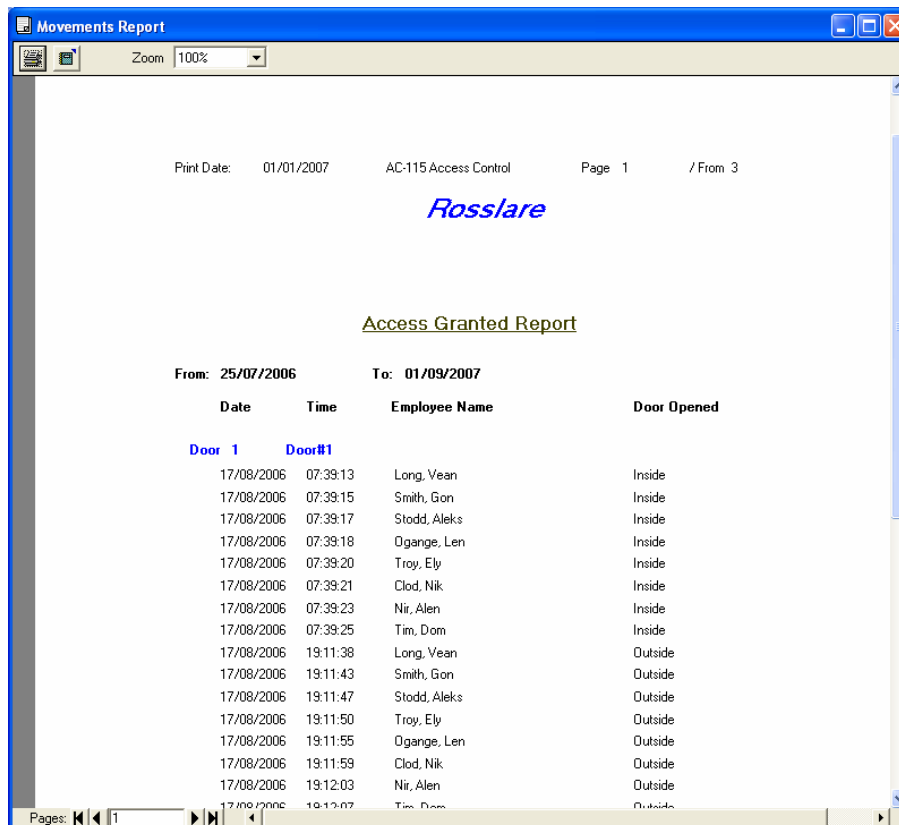 Movements Report
Zoom 100%
Print Date: 01/01/2007 AC-115 Access Control Page 1 / From 3
Rosslare
Access Granted Report
From: 25/07/2006 To: 01/09/2007
Date Time Employee Name Door Opened
Door 1 Door#1
17/08/2006 07:39:13 Long, Vean Inside
17/08/2006 07:39:15 Smith, Gon Inside
17/08/2006 07:39:17 Stodd, Aleks Inside
17/08/2006 07:39:18 Ogange, Len Inside
17/08/2006 07:39:20 Troy, Ely Inside
17/08/2006 07:39:21 Clod, Nik Inside
17/08/2006 07:39:23 Nir, Alen Inside
17/08/2006 07:39:25 Tim, Dom Inside
17/08/2006 19:11:38 Long, Vean Outside
17/08/2006 19:11:43 Smith, Gon Outside
17/08/2006 19:11:47 Stodd, Aleks Outside
17/08/2006 19:11:50 Troy, Ely Outside
17/08/2006 19:11:55 Ogange, Len Outside
17/08/2006 19:11:59 Clod, Nik Outside
17/08/2006 19:12:03 Nir, Alen Outside
17/08/2006 19:12:07 Tim, Dom Outside
Pages: 1